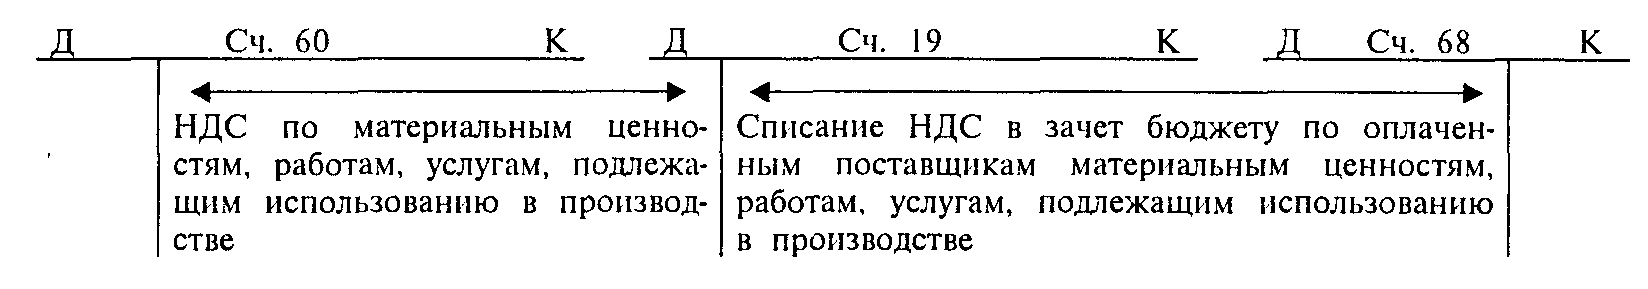 Д Сч. 60 К Д Сч. 19 К Д Сч. 68 К
НДС по материальным ценно-
стям, работам, услугам, подлежа-
щим использованию в производ-
стве
Списание НДС в зачет бюджету по оплачен-
ным поставщикам материальным ценностям,
работам, услугам, подлежащим использованию
в производстве